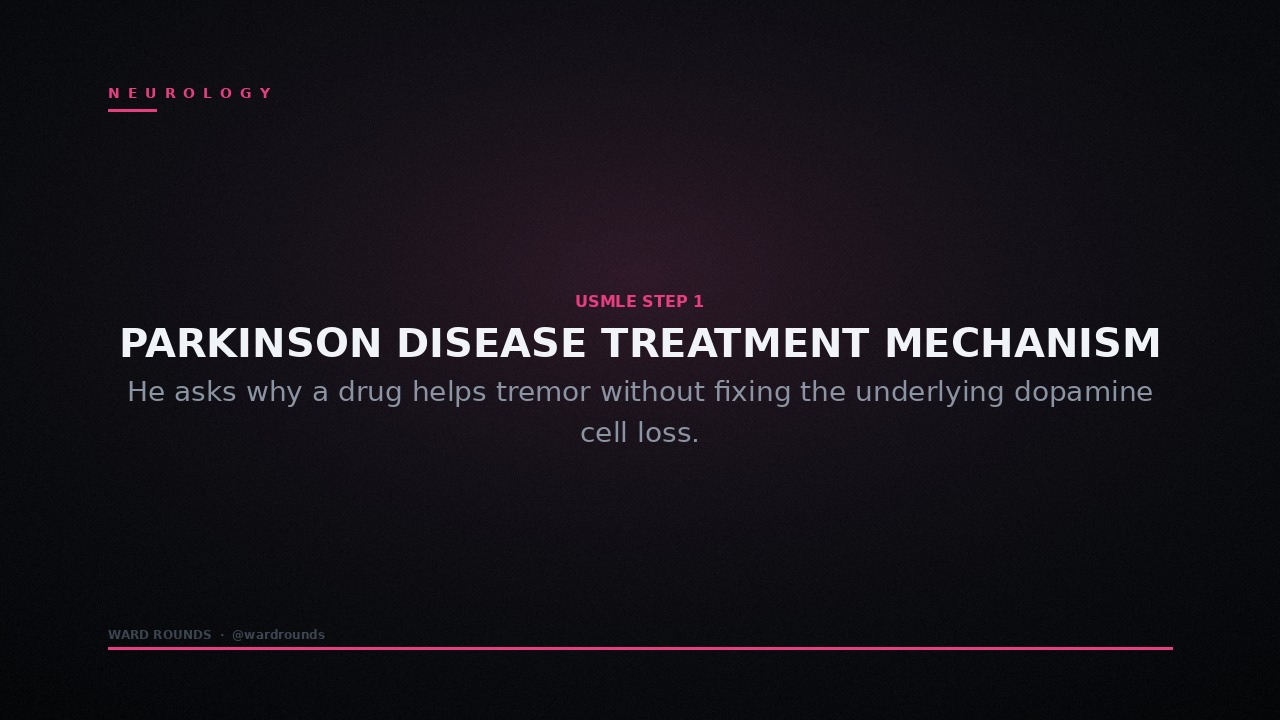 NEUROLOGY
USMLE STEP 1
PARKINSON DISEASE TREATMENT MECHANISM
He asks why a drug helps tremor without fixing the underlying dopamine
cell loss.
WARD ROUNDS · @wardrounds